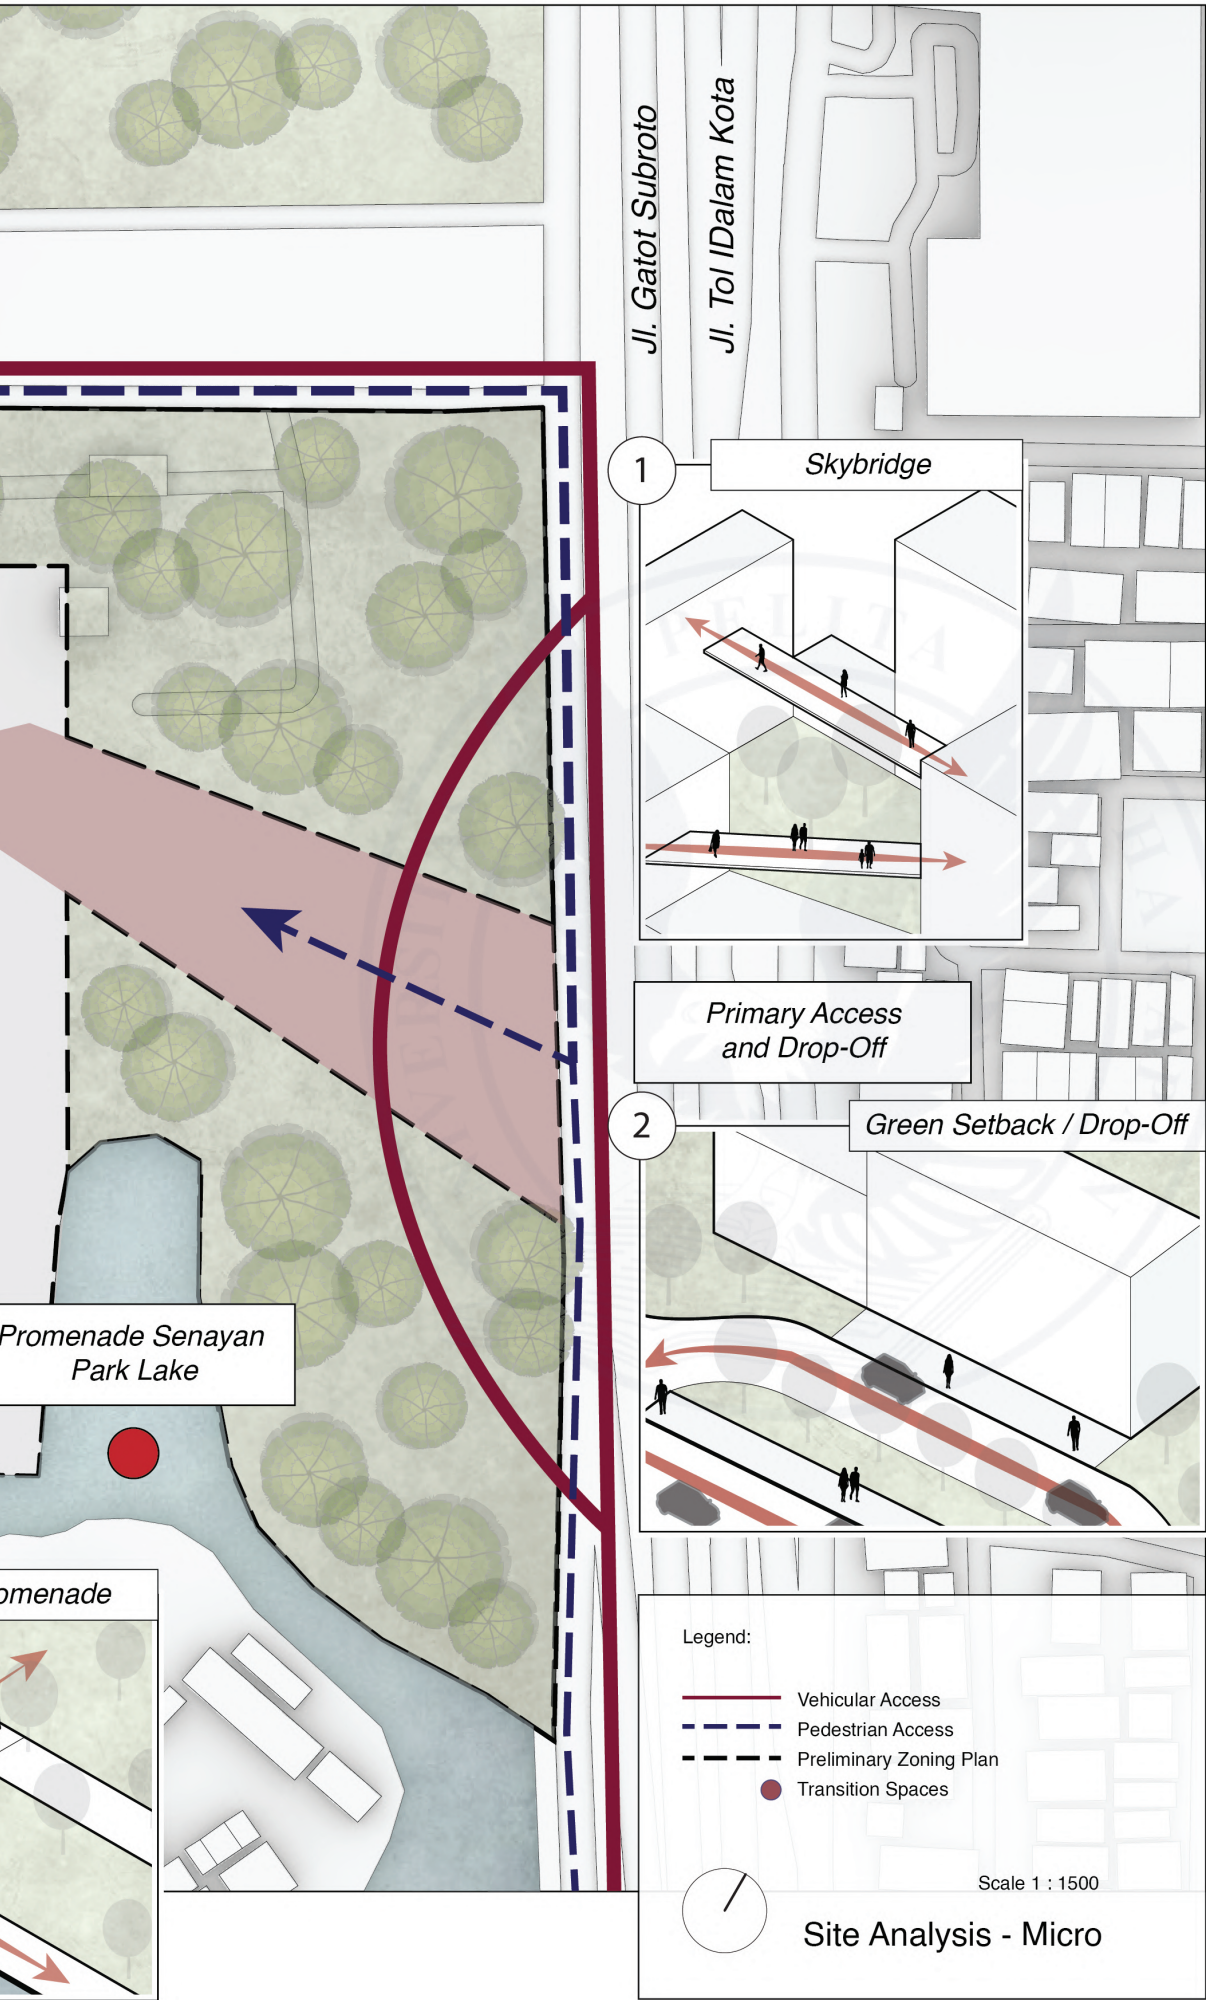 Jl. Gatot Subroto
Jl. Tol lDalam Kota
1
Skybridge
PELITA
Primary Access
and Drop-Off
2
Green Setback / Drop-Off
Promenade Senayan
Park Lake
omenade
Legend:
Vehicular Access
Pedestrian Access
Preliminary Zoning Plan
Transition Spaces
Scale 1 : 1500
Site Analysis - Micro